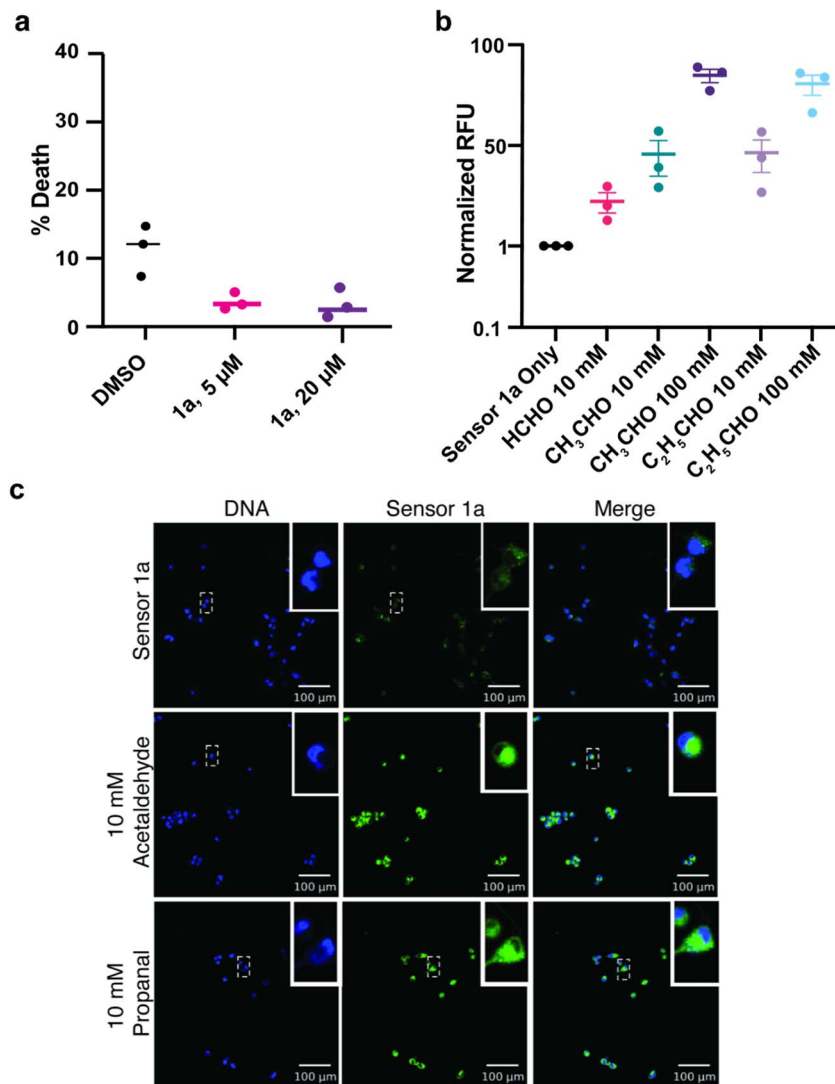 a
40
30
20
10
0
% Death
DMSO
1a, 5 µM
1a, 20 µM
b
100
50
1
0.1
Normalized RFU
Sensor 1a Only
HCHO 10 mM
CH₃CHO 10 mM
CH₃CHO 100 mM
C₂H₅CHO 10 mM
C₂H₅CHO 100 mM
c
DNA
Sensor 1a
Merge
Sensor 1a
100 µm
100 µm
100 µm
10 mM
Acetaldehyde
100 µm
100 µm
100 µm
10 mM
Propanal
100 µm
100 µm
100 µm